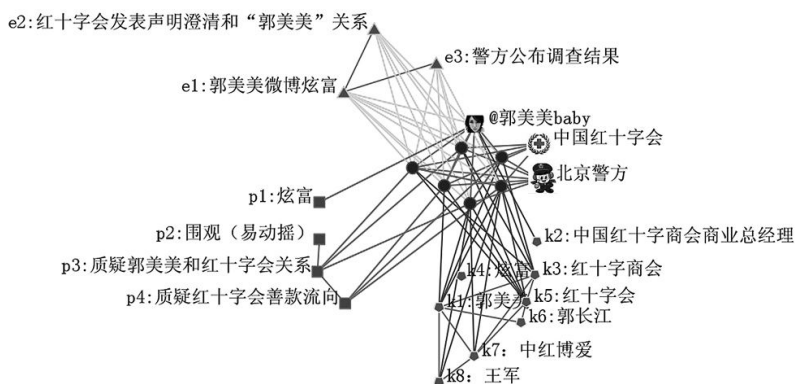 e2:红十字会发表声明澄清和“郭美美”关系
e3:警方公布调查结果
e1:郭美美微博炫富
@郭美美baby
中国红十字会
北京警方
p1:炫富
p2:围观（易动摇）
k2:中国红十字商会商业总经理
p3:质疑郭美美和红十字会关系
k4:炫富
k3:红十字商会
p4:质疑红十字会善款流向
k1:郭美美
k5:红十字会
k6:郭长江
k7：中红博爱
k8：王军